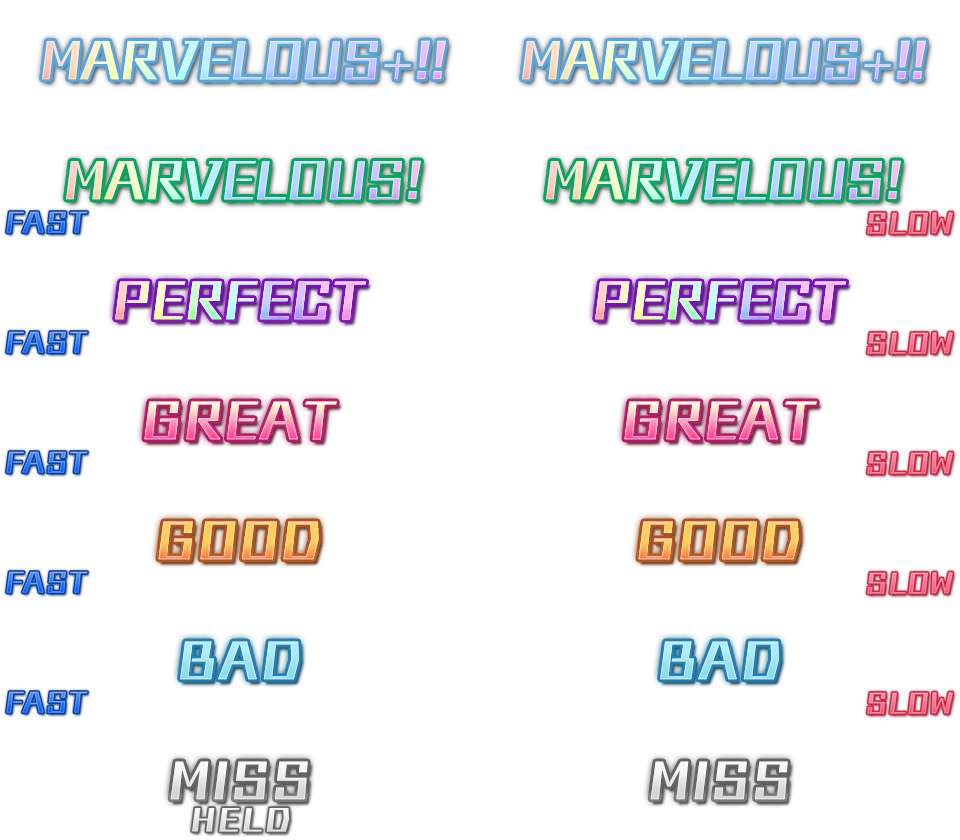 MARVELOUS+!! MARVELOUS+!!
MARVELOUS! MARVELOUS!
FAST SLOW
PERFECT PERFECT
FAST SLOW
GREAT GREAT
FAST SLOW
GOOD GOOD
FAST SLOW
BAD BAD
FAST SLOW
MISS MISS
HELD